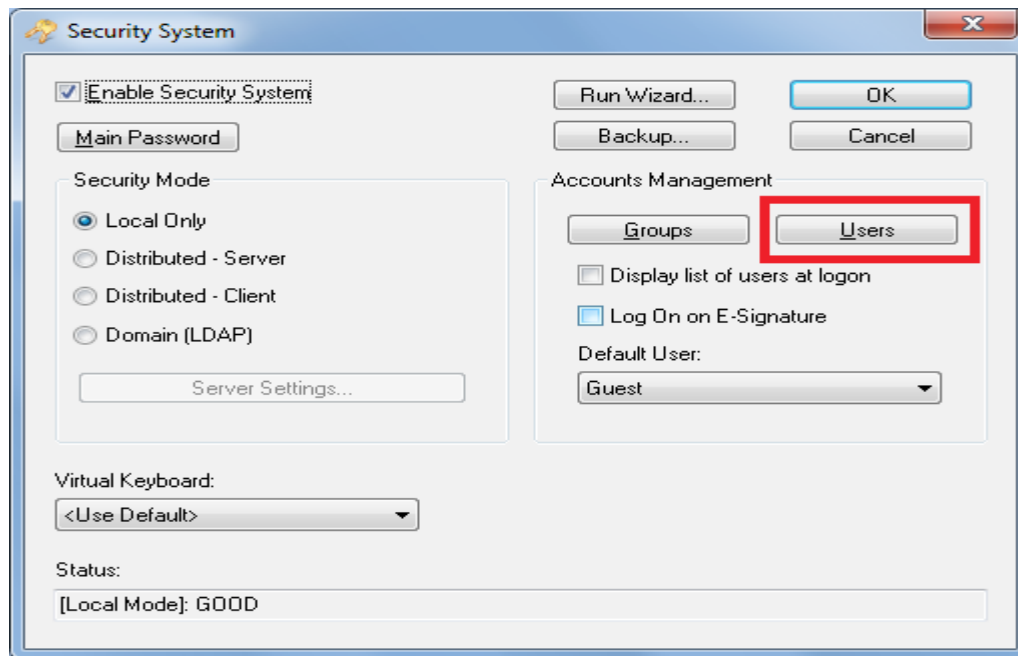 Security System
Enable Security System
Run Wizard...
OK
Main Password
Backup...
Cancel
Security Mode
Local Only
Distributed - Server
Distributed - Client
Domain (LDAP)
Server Settings...
Accounts Management
Groups
Users
Display list of users at logon
Log On on E-Signature
Default User:
Guest
Virtual Keyboard:
<Use Default>
Status:
[Local Mode]: GOOD